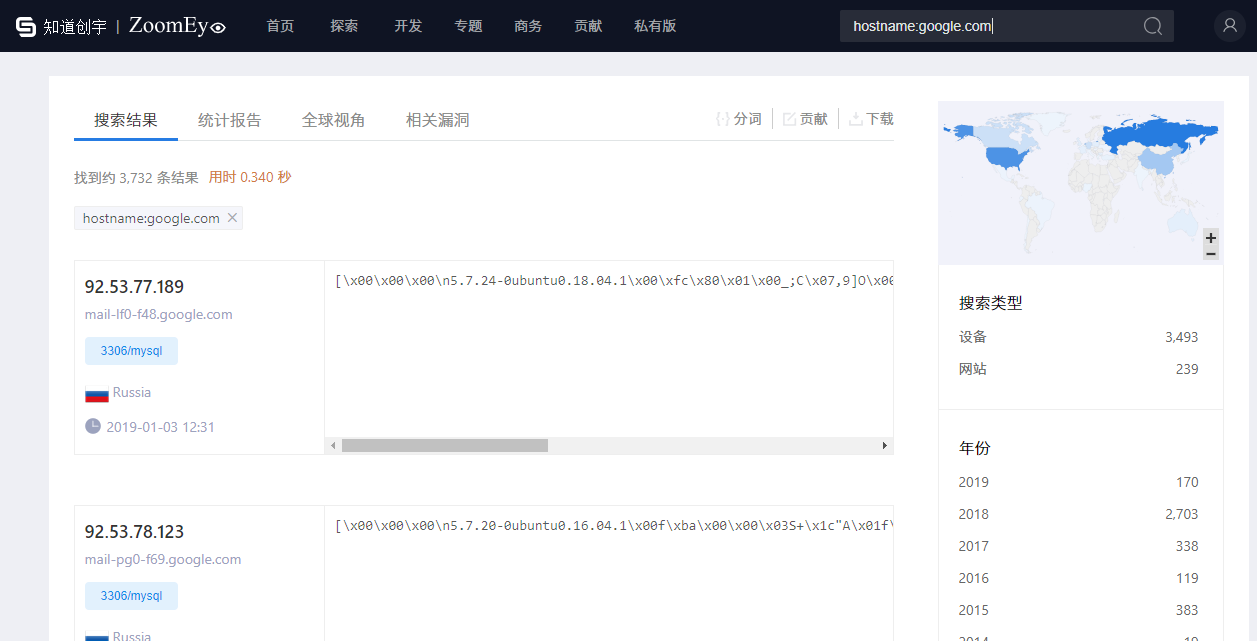 知道创宇 | ZoomEye 首页 探索 开发 专题 商务 贡献 私有版 hostname:google.com
搜索结果 统计报告 全球视角 相关漏洞 分词 贡献 下载
找到约 3,732 条结果 用时 0.340 秒
hostname:google.com ×
92.53.77.189
mail-lf0-f48.google.com
3306/mysql
Russia
2019-01-03 12:31
[\x00\x00\x00\n5.7.24-0ubuntu0.18.04.1\x00\xfc\x80\x01\x00_;C\x07,9]O\x00
92.53.78.123
mail-pg0-f69.google.com
3306/mysql
Russia
[\x00\x00\x00\n5.7.20-0ubuntu0.16.04.1\x00f\xba\x00\x00\x03S+\x1c"A\x01f\
+
−
搜索类型
设备 3,493
网站 239
年份
2019 170
2018 2,703
2017 338
2016 119
2015 383
2014 19